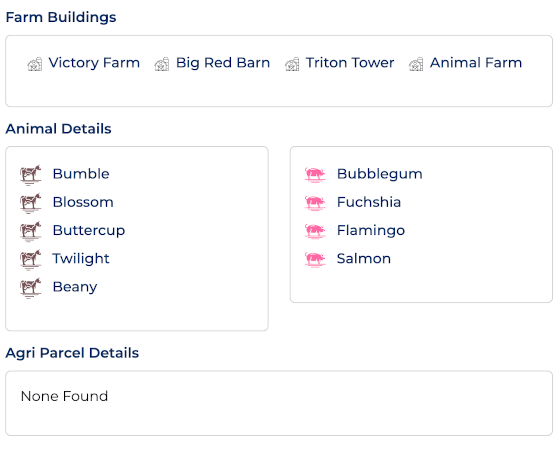 Farm Buildings
Victory Farm Big Red Barn Triton Tower Animal Farm
Animal Details
Bumble
Blossom
Buttercup
Twilight
Beany
Bubblegum
Fuchshia
Flamingo
Salmon
Agri Parcel Details
None Found